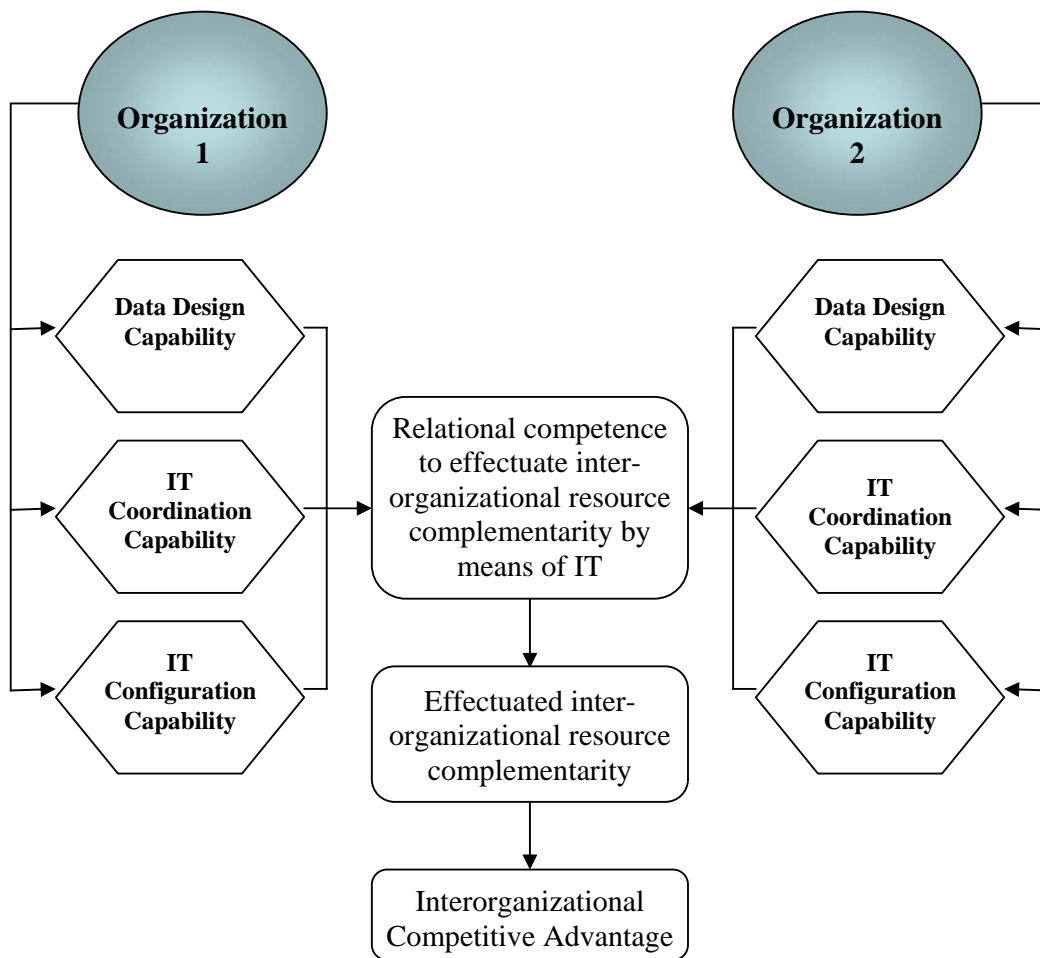 Organization
1
Organization
2
Data Design
Capability
IT
Coordination
Capability
IT
Configuration
Capability
Relational competence
to effectuate inter-
organizational resource
complementarity by
means of IT
Effectuated inter-
organizational resource
complementarity
Interorganizational
Competitive Advantage
Data Design
Capability
IT
Coordination
Capability
IT
Configuration
Capability